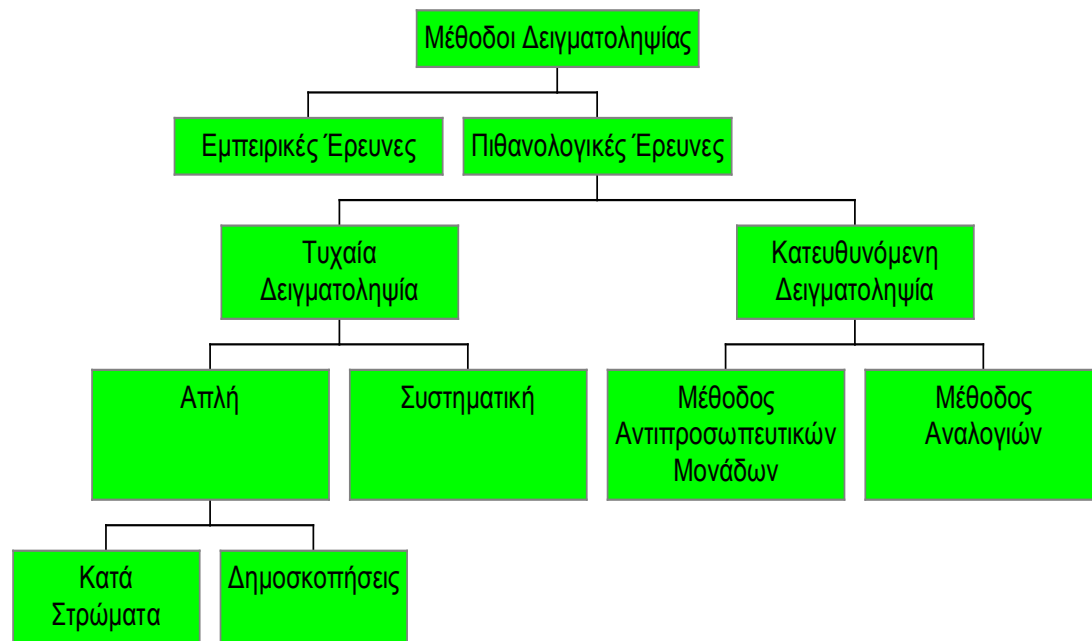 Μέθοδοι Δειγματοληψίας
Εμπειρικές Έρευνες
Πιθανολογικές Έρευνες
Τυχαία
Δειγματοληψία
Κατευθυνόμενη
Δειγματοληψία
Απλή
Συστηματική
Μέθοδος
Αντιπροσωπευτικών
Μονάδων
Μέθοδος
Αναλογιών
Κατά
Στρώματα
Δημοσκοπήσεις